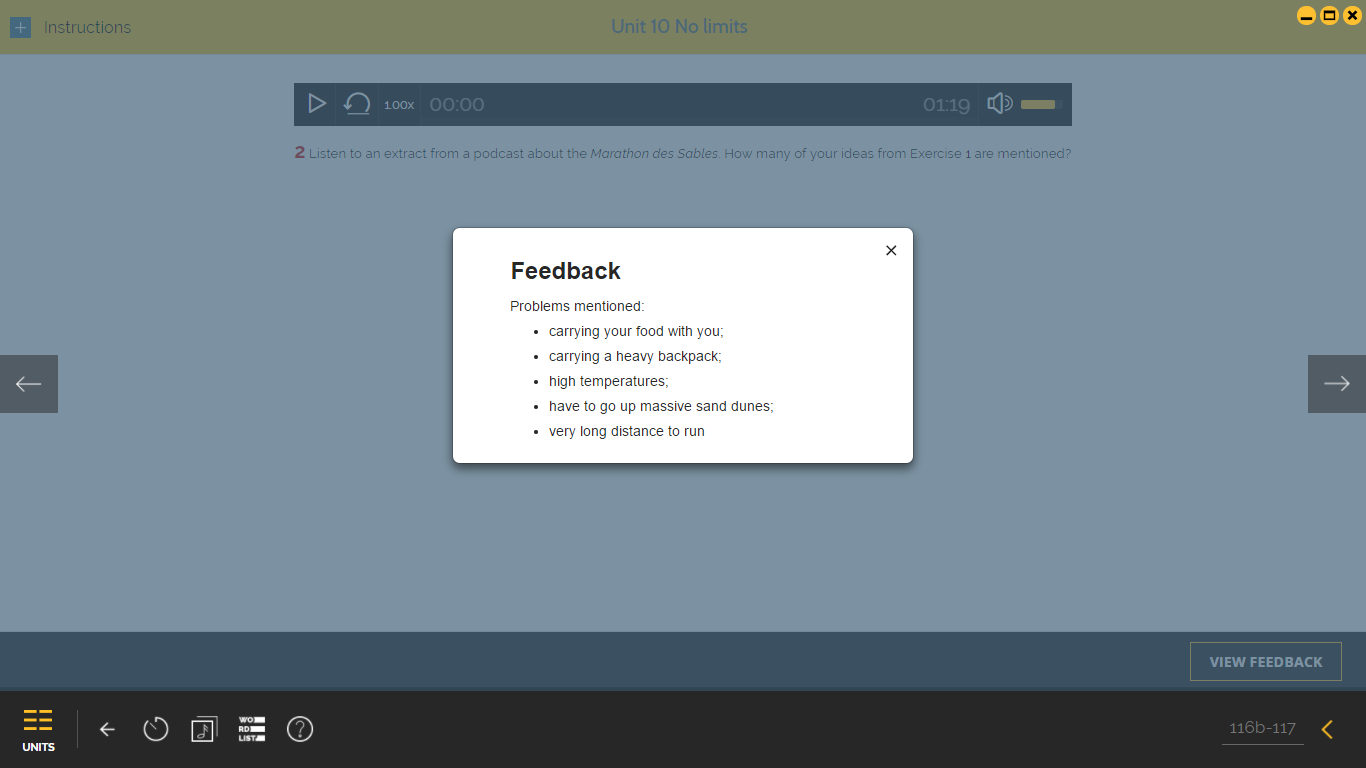 Instructions
Unit 10 No limits
1.00x
00:00
01:19
2 Listen to an extract from a podcast about the Marathon des Sables. How many of your ideas from Exercise 1 are mentioned?
Feedback
Problems mentioned:
• carrying your food with you;
• carrying a heavy backpack;
• high temperatures;
• have to go up massive sand dunes;
• very long distance to run
VIEW FEEDBACK
UNITS
WO
RD
LIST
116b-117